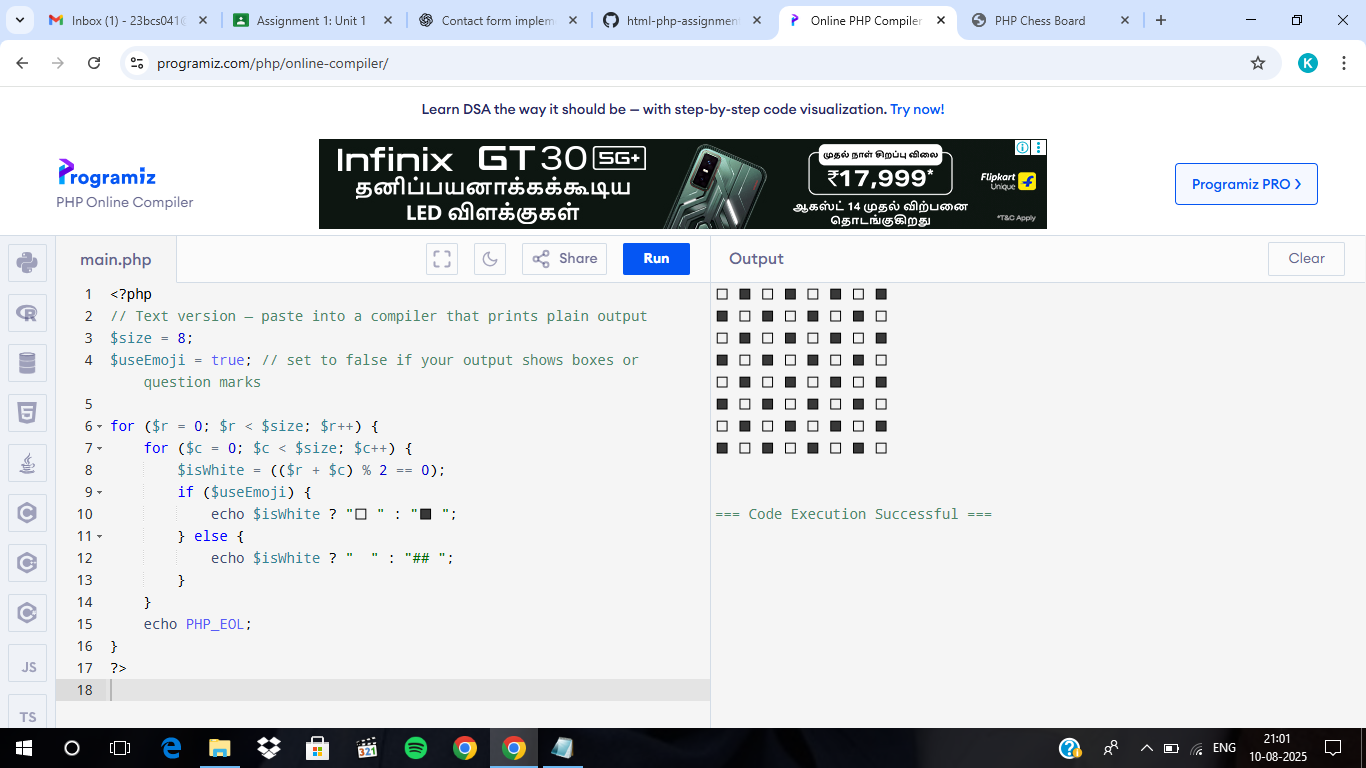 Inbox (1) - 23bcs041@
Assignment 1: Unit 1
Contact form implem
html-php-assignmen
Online PHP Compiler
PHP Chess Board
programiz.com/php/online-compiler/
K
Learn DSA the way it should be — with step-by-step code visualization. Try now!
Programiz
PHP Online Compiler
Infinix GT 30 5G+
தனிப்பயனாக்கக்கூடிய
LED விளக்குகள்
முதல் நாள் சிறப்பு விலை
₹17,999*
ஆகஸ்ட் 14 முதல் விற்பனை
தொடங்குகிறது
Flipkart
Unique
*T&C Apply
Programiz PRO ❯
main.php
Share
Run
Output
Clear
1 <?php
2 // Text version — paste into a compiler that prints plain output
3 $size = 8;
4 $useEmoji = true; // set to false if your output shows boxes or
question marks
5
6 for ($r = 0; $r < $size; $r++) {
7 for ($c = 0; $c < $size; $c++) {
8 $isWhite = (($r + $c) % 2 == 0);
9 if ($useEmoji) {
10 echo $isWhite ? "⬜ " : "⬛ ";
11 } else {
12 echo $isWhite ? "  " : "## ";
13 }
14 }
15 echo PHP_EOL;
16 }
17 ?>
18
⬜ ⬛ ⬜ ⬛ ⬜ ⬛ ⬜ ⬛
⬛ ⬜ ⬛ ⬜ ⬛ ⬜ ⬛ ⬜
⬜ ⬛ ⬜ ⬛ ⬜ ⬛ ⬜ ⬛
⬛ ⬜ ⬛ ⬜ ⬛ ⬜ ⬛ ⬜
⬜ ⬛ ⬜ ⬛ ⬜ ⬛ ⬜ ⬛
⬛ ⬜ ⬛ ⬜ ⬛ ⬜ ⬛ ⬜
⬜ ⬛ ⬜ ⬛ ⬜ ⬛ ⬜ ⬛
⬛ ⬜ ⬛ ⬜ ⬛ ⬜ ⬛ ⬜
=== Code Execution Successful ===
JS
TS
321
ENG
21:01
10-08-2025